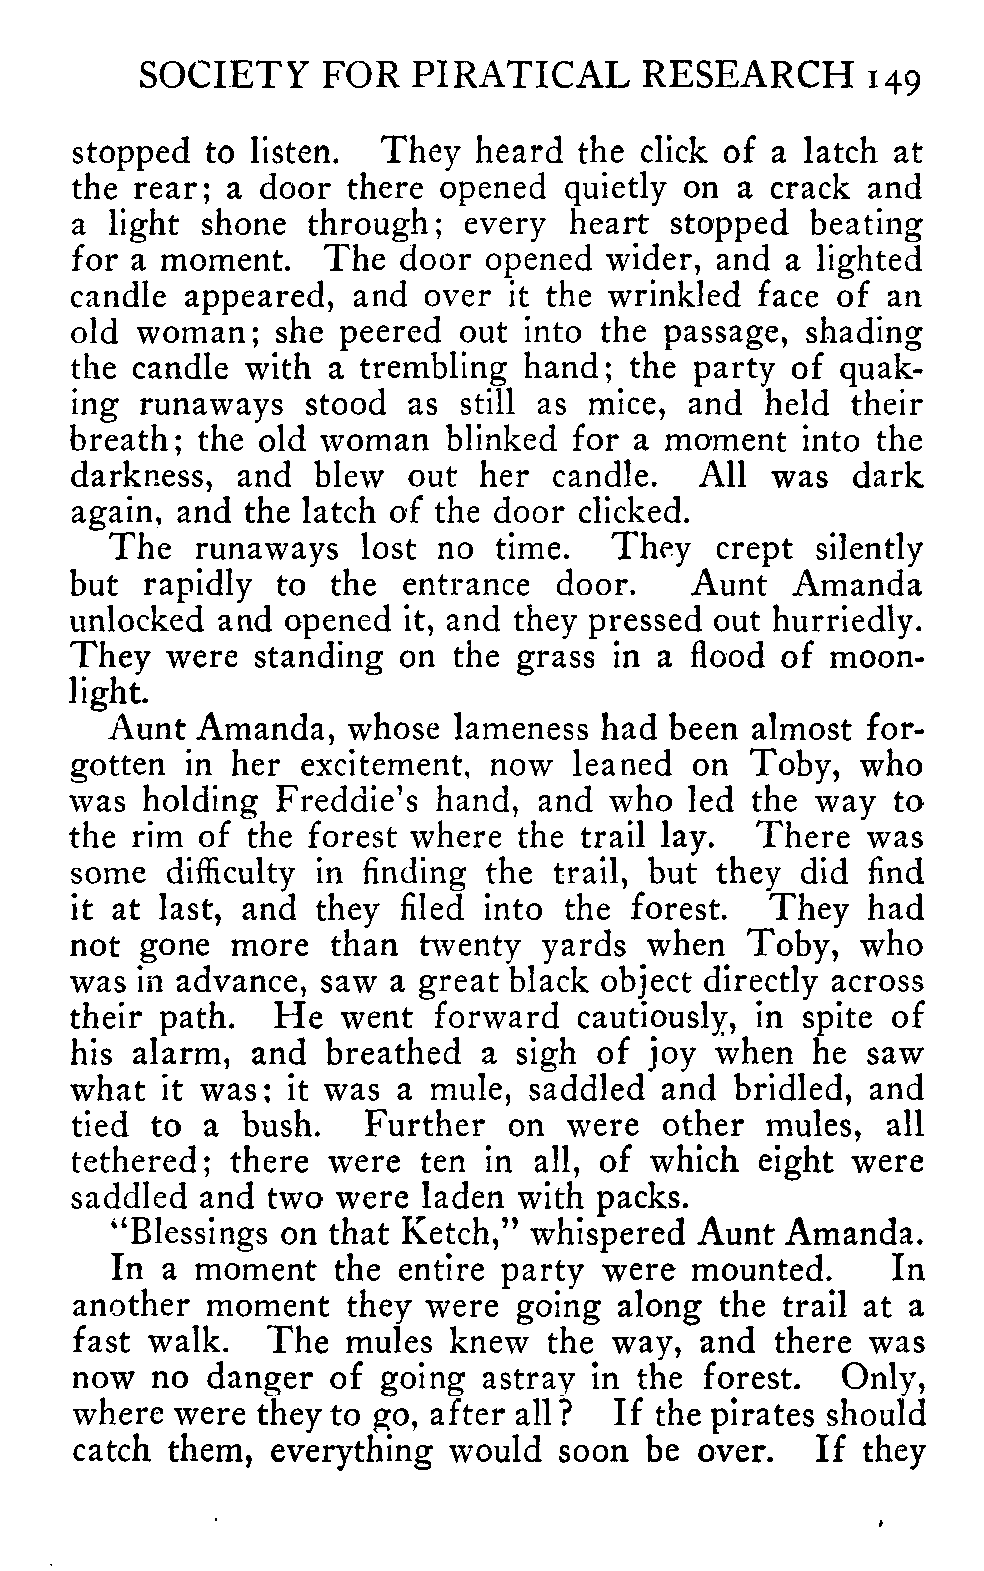 SOCIETY FOR PIRATICAL RESEARCH 149
stopped to listen. They heard the click of a latch at
the rear; a door there opened quietly on a crack and
a light shone through; every heart stopped beating
for a moment. The door opened wider, and a lighted
candle appeared, and over it the wrinkled face of an
old woman; she peered out into the passage, shading
the candle with a trembling hand; the party of quak-
ing runaways stood as still as mice, and held their
breath; the old woman blinked for a moment into the
darkness, and blew out her candle. All was dark
again, and the latch of the door clicked.
The runaways lost no time. They crept silently
but rapidly to the entrance door. Aunt Amanda
unlocked and opened it, and they pressed out hurriedly.
They were standing on the grass in a flood of moon-
light.
Aunt Amanda, whose lameness had been almost for-
gotten in her excitement, now leaned on Toby, who
was holding Freddie's hand, and who led the way to
the rim of the forest where the trail lay. There was
some difficulty in finding the trail, but they did find
it at last, and they filed into the forest. They had
not gone more than twenty yards when Toby, who
was in advance, saw a great black object directly across
their path. He went forward cautiously, in spite of
his alarm, and breathed a sigh of joy when he saw
what it was; it was a mule, saddled and bridled, and
tied to a bush. Further on were other mules, all
tethered; there were ten in all, of which eight were
saddled and two were laden with packs.
"Blessings on that Ketch," whispered Aunt Amanda.
In a moment the entire party were mounted. In
another moment they were going along the trail at a
fast walk. The mules knew the way, and there was
now no danger of going astray in the forest. Only,
where were they to go, after all? If the pirates should
catch them, everything would soon be over. If they